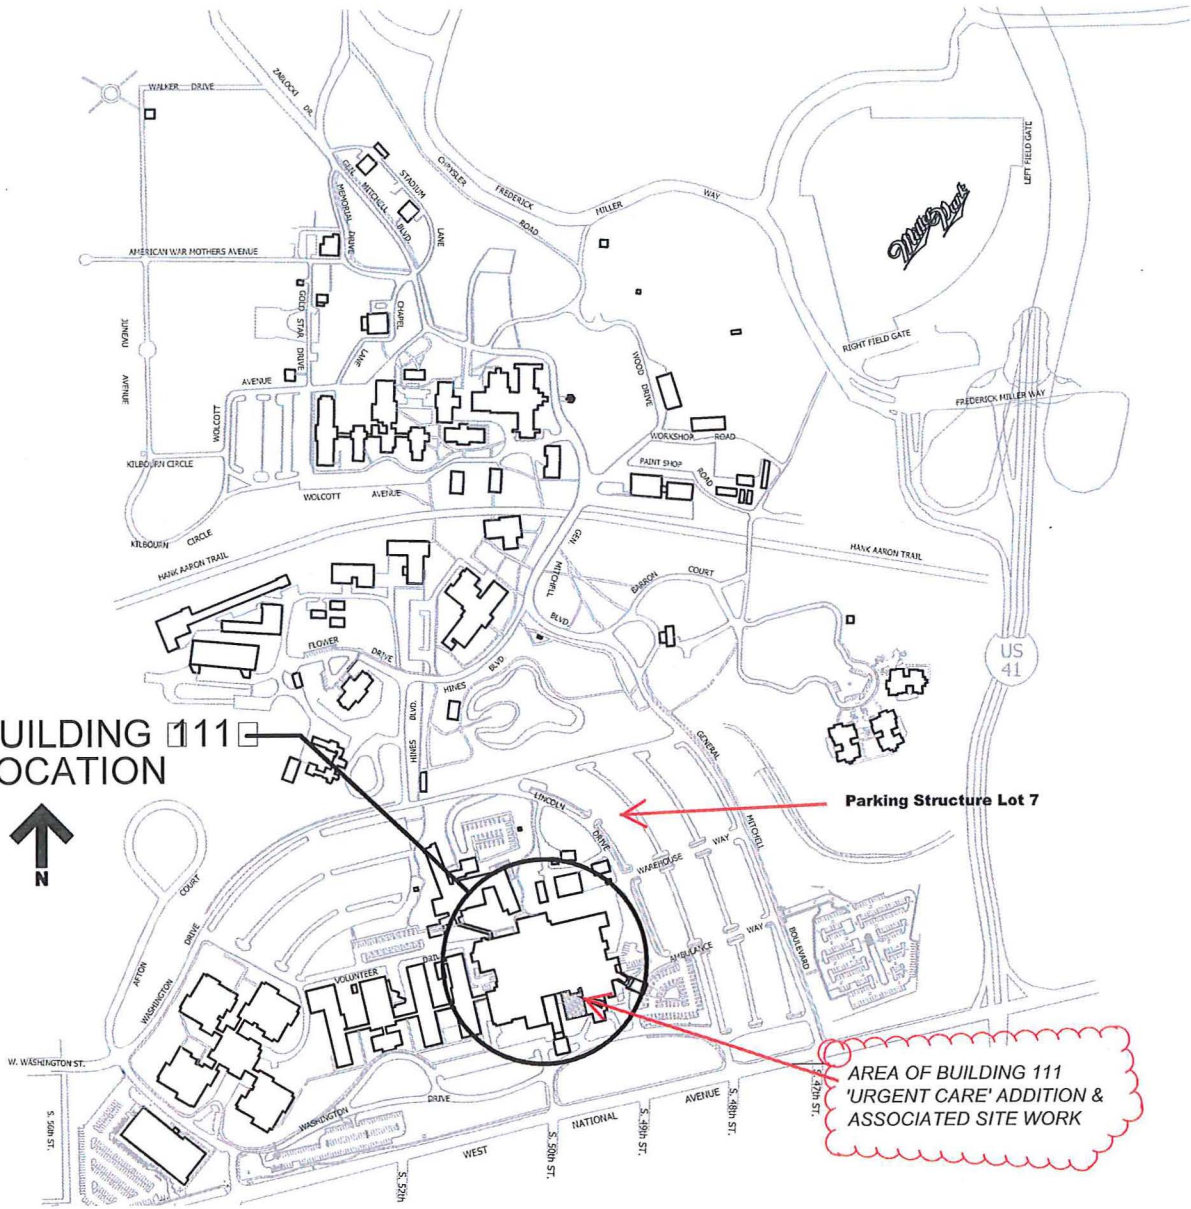 WALKER DRIVE
ZABLOCKI DR.
GEN. MITCHELL BLVD.
STADIUM LANE
MEMORIAL DRIVE
CHRYSLER ROAD
FREDERICK MILLER WAY
LEFT FIELD GATE
Miller Park
AMERICAN WAR MOTHERS AVENUE
JUNEAU AVENUE
GOLD STAR DRIVE
CHAPEL LANE
RIGHT FIELD GATE
WOOD DRIVE
FREDERICK MILLER WAY
WOLCOTT AVENUE
WORKSHOP ROAD
KILBOURN CIRCLE
PAINT SHOP ROAD
WOLCOTT AVENUE
KILBOURN CIRCLE
HANK AARON TRAIL
HANK AARON TRAIL
GEN. MITCHELL BLVD.
BARRON COURT
FLOWER DRIVE
HINES BLVD
HINES BLVD.
US
41
UILDING 111
OCATION
N
GENERAL MITCHELL BOULEVARD
LINCOLN DRIVE
Parking Structure Lot 7
WAREHOUSE WAY
AFTON COURT
WASHINGTON DRIVE
VOLUNTEER DRIVE
AMBULANCE WAY
W. WASHINGTON ST.
WASHINGTON DRIVE
AREA OF BUILDING 111
'URGENT CARE' ADDITION &
ASSOCIATED SITE WORK
WEST NATIONAL AVENUE
S. 52th
S. 50th ST.
S. 49th ST.
S. 48th ST.
S. 47th ST.